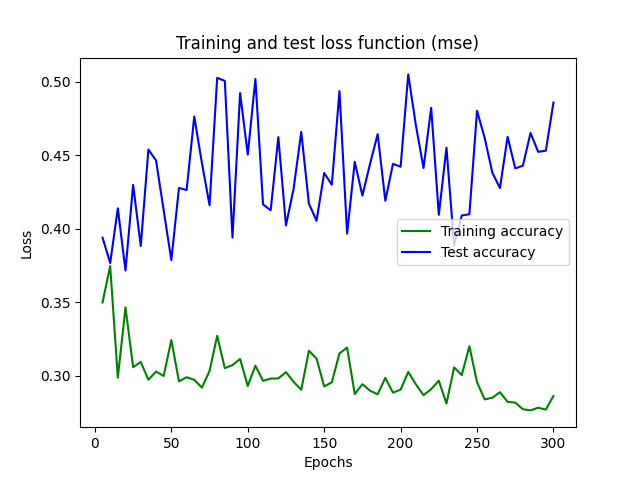 Training and test loss function (mse)
Loss
0.50
0.45
0.40
0.35
0.30
Training accuracy
Test accuracy
0
50
100
150
200
250
300
Epochs